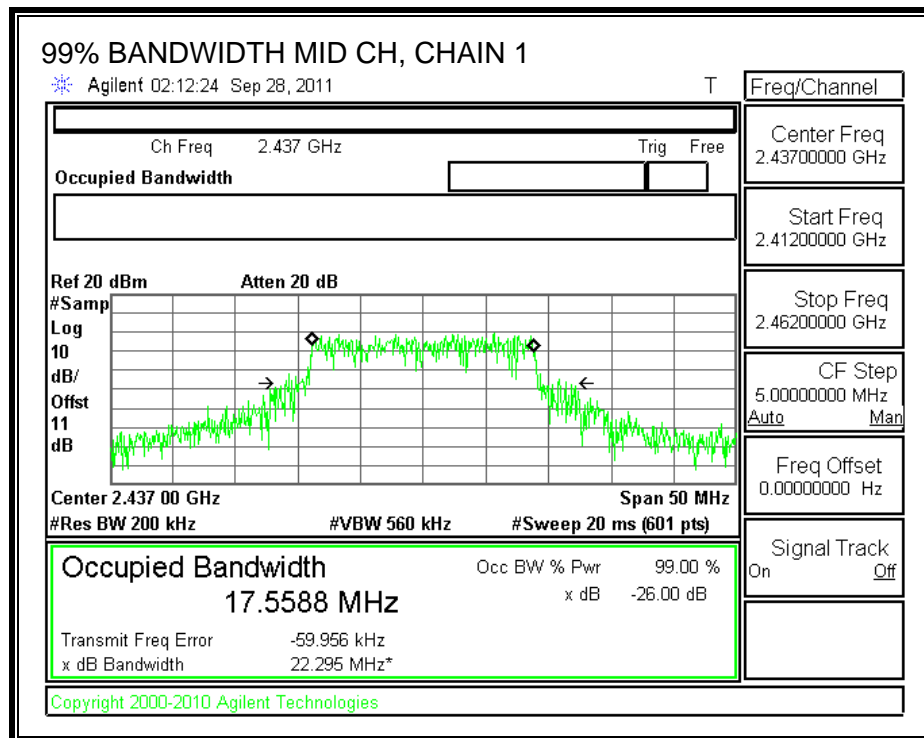 99% BANDWIDTH MID CH, CHAIN 1
Agilent 02:12:24 Sep 28, 2011 T
Freq/Channel
Ch Freq 2.437 GHz Trig Free
Occupied Bandwidth
Center Freq
2.43700000 GHz
Start Freq
2.41200000 GHz
Stop Freq
2.46200000 GHz
CF Step
5.00000000 MHz
Auto Man
Freq Offset
0.00000000 Hz
Signal Track
On Off
Ref 20 dBm Atten 20 dB
#Samp
Log
10
dB/
Offst
11
dB
Center 2.437 00 GHz Span 50 MHz
#Res BW 200 kHz #VBW 560 kHz #Sweep 20 ms (601 pts)
Occupied Bandwidth Occ BW % Pwr 99.00 %
17.5588 MHz x dB -26.00 dB
Transmit Freq Error -59.956 kHz
x dB Bandwidth 22.295 MHz*
Copyright 2000-2010 Agilent Technologies